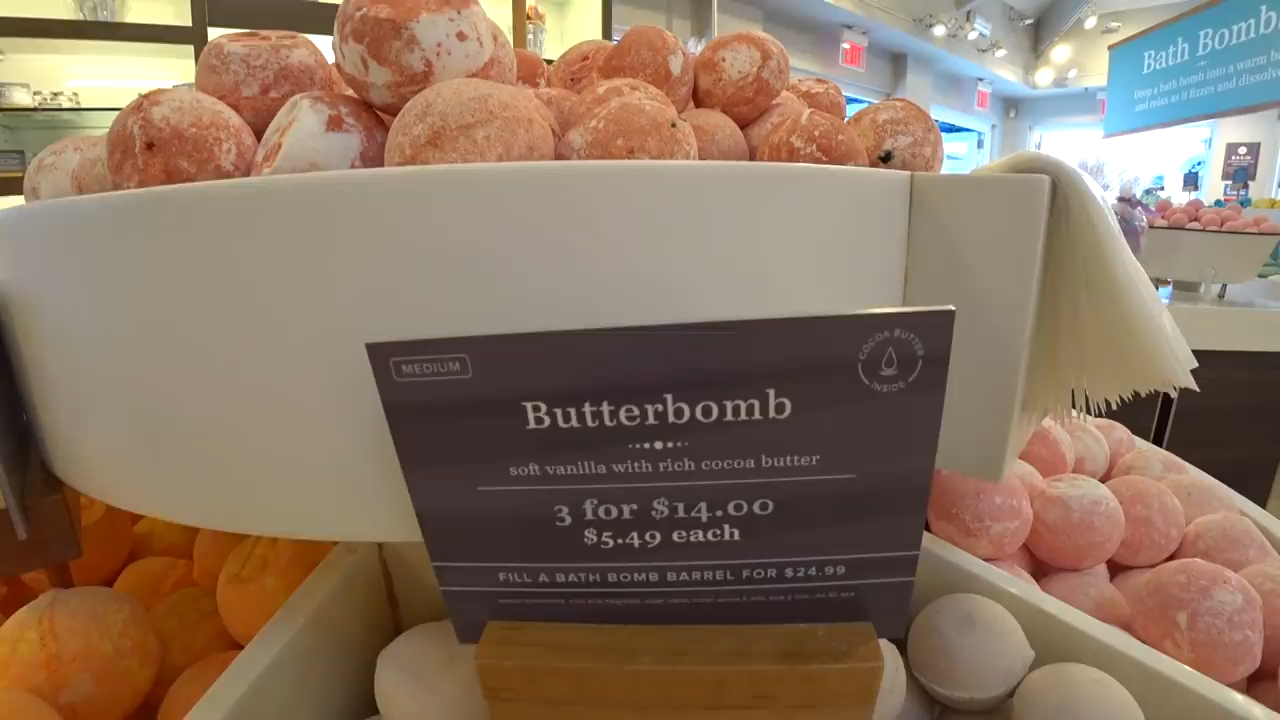 Bath Bomb
Drop a bath bomb into a warm ba
and relax as it fizzes and dissolv
MEDIUM
COCOA BUTTER
INSIDE
Butterbomb
soft vanilla with rich cocoa butter
3 for $14.00
$5.49 each
FILL A BATH BOMB BARREL FOR $24.99